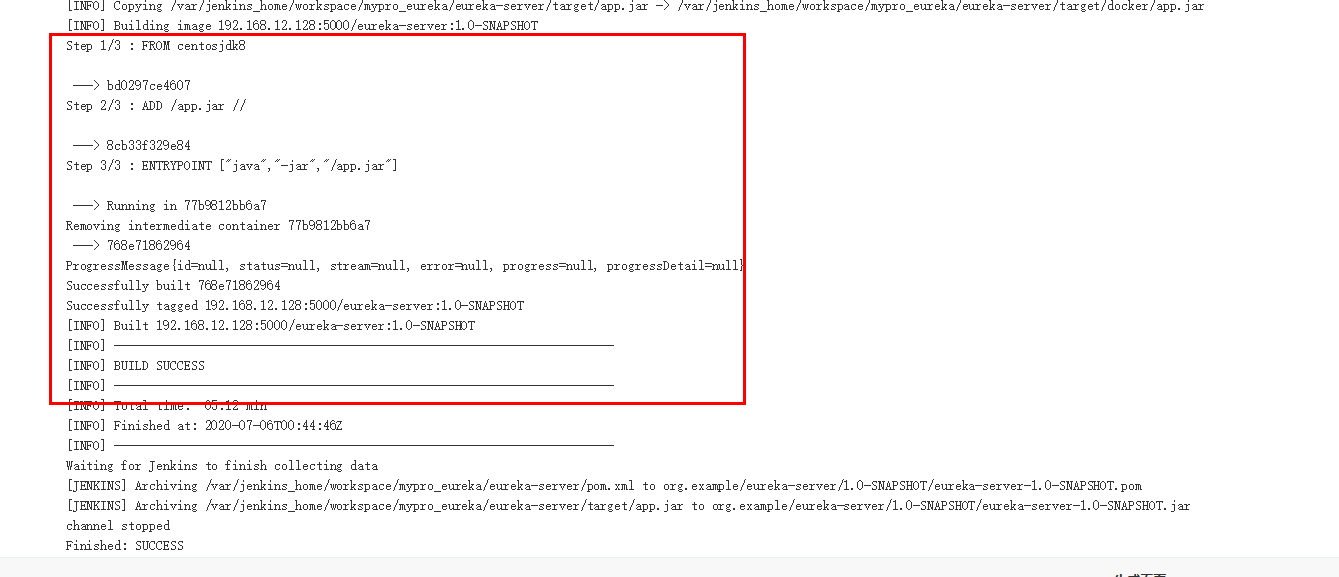 [INFO] Copying /var/jenkins_home/workspace/mypro_eureka/eureka-server/target/app.jar -> /var/jenkins_home/workspace/mypro_eureka/eureka-server/target/docker/app.jar
[INFO] Building image 192.168.12.128:5000/eureka-server:1.0-SNAPSHOT
Step 1/3 : FROM centosjdk8
---> bd0297ce4607
Step 2/3 : ADD /app.jar //
---> 8cb33f329e84
Step 3/3 : ENTRYPOINT ["java","-jar","/app.jar"]
---> Running in 77b9812bb6a7
Removing intermediate container 77b9812bb6a7
---> 768e71862964
ProgressMessage{id=null, status=null, stream=null, error=null, progress=null, progressDetail=null}
Successfully built 768e71862964
Successfully tagged 192.168.12.128:5000/eureka-server:1.0-SNAPSHOT
[INFO] Built 192.168.12.128:5000/eureka-server:1.0-SNAPSHOT
[INFO] ------------------------------------------------------------------------
[INFO] BUILD SUCCESS
[INFO] ------------------------------------------------------------------------
[INFO] Total time: 05:12 min
[INFO] Finished at: 2020-07-06T00:44:46Z
[INFO] ------------------------------------------------------------------------
Waiting for Jenkins to finish collecting data
[JENKINS] Archiving /var/jenkins_home/workspace/mypro_eureka/eureka-server/pom.xml to org.example/eureka-server/1.0-SNAPSHOT/eureka-server-1.0-SNAPSHOT.pom
[JENKINS] Archiving /var/jenkins_home/workspace/mypro_eureka/eureka-server/target/app.jar to org.example/eureka-server/1.0-SNAPSHOT/eureka-server-1.0-SNAPSHOT.jar
channel stopped
Finished: SUCCESS